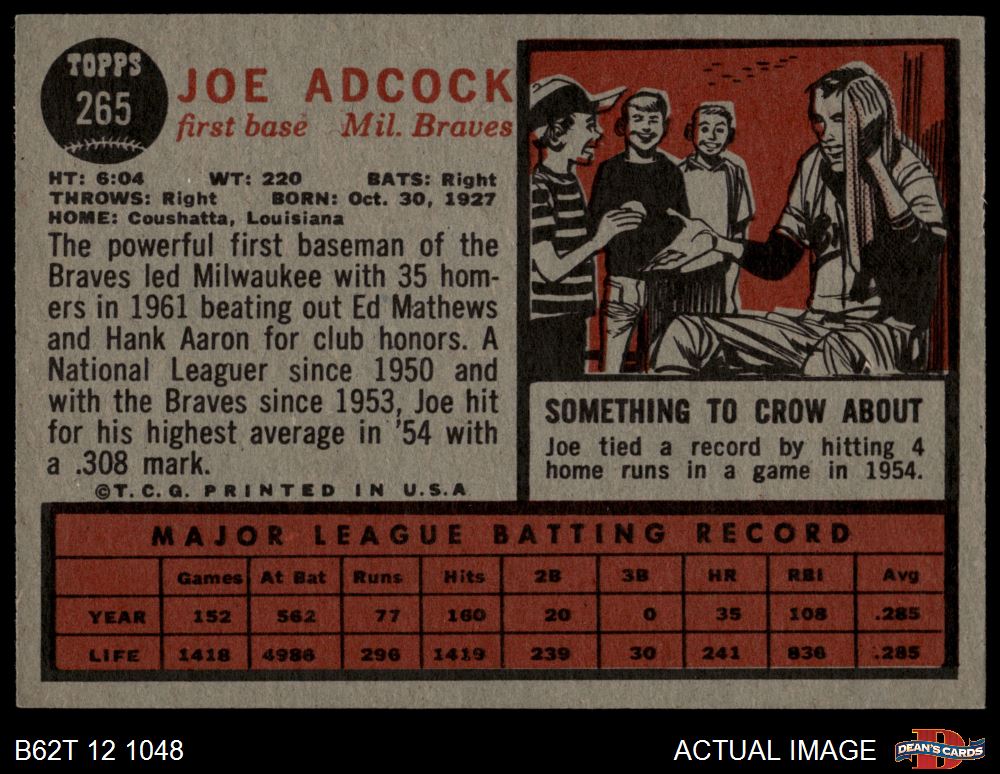 TOPPS
265
JOE ADCOCK
first base Mil. Braves
HT: 6:04 WT: 220 BATS: Right
THROWS: Right BORN: Oct. 30, 1927
HOME: Coushatta, Louisiana
The powerful first baseman of the
Braves led Milwaukee with 35 hom-
ers in 1961 beating out Ed Mathews
and Hank Aaron for club honors. A
National Leaguer since 1950 and
with the Braves since 1953, Joe hit
for his highest average in '54 with
a .308 mark.
©T.C.G. PRINTED IN U.S.A
SOMETHING TO CROW ABOUT
Joe tied a record by hitting 4
home runs in a game in 1954.
MAJOR LEAGUE BATTING RECORD
Games At Bat Runs Hits 2B 3B HR RBI Avg
YEAR 152 562 77 160 20 0 35 108 .285
LIFE 1418 4986 296 1419 239 30 241 836 .285
B62T 12 1048
ACTUAL IMAGE
D
DEAN'S CARDS